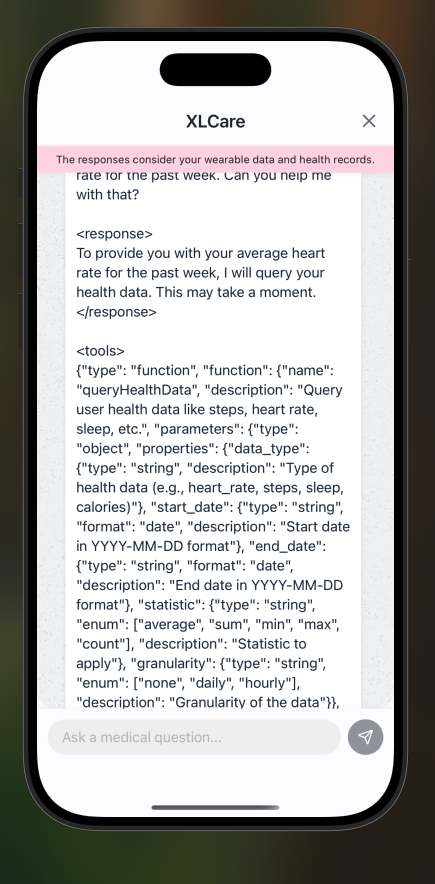 XLCare
The responses consider your wearable data and health records.
rate for the past week. Can you help me
with that?
<response>
To provide you with your average heart
rate for the past week, I will query your
health data. This may take a moment.
</response>
<tools>
{"type": "function", "function": {"name":
"queryHealthData", "description": "Query
user health data like steps, heart rate,
sleep, etc.", "parameters": {"type":
"object", "properties": {"data_type":
{"type": "string", "description": "Type of
health data (e.g., heart_rate, steps, sleep,
calories)"}, "start_date": {"type": "string",
"format": "date", "description": "Start date
in YYYY-MM-DD format"}, "end_date":
{"type": "string", "format": "date",
"description": "End date in YYYY-MM-DD
format"}, "statistic": {"type": "string",
"enum": ["average", "sum", "min", "max",
"count"], "description": "Statistic to
apply"}, "granularity": {"type": "string",
"enum": ["none", "daily", "hourly"],
"description": "Granularity of the data"}},
Ask a medical question...